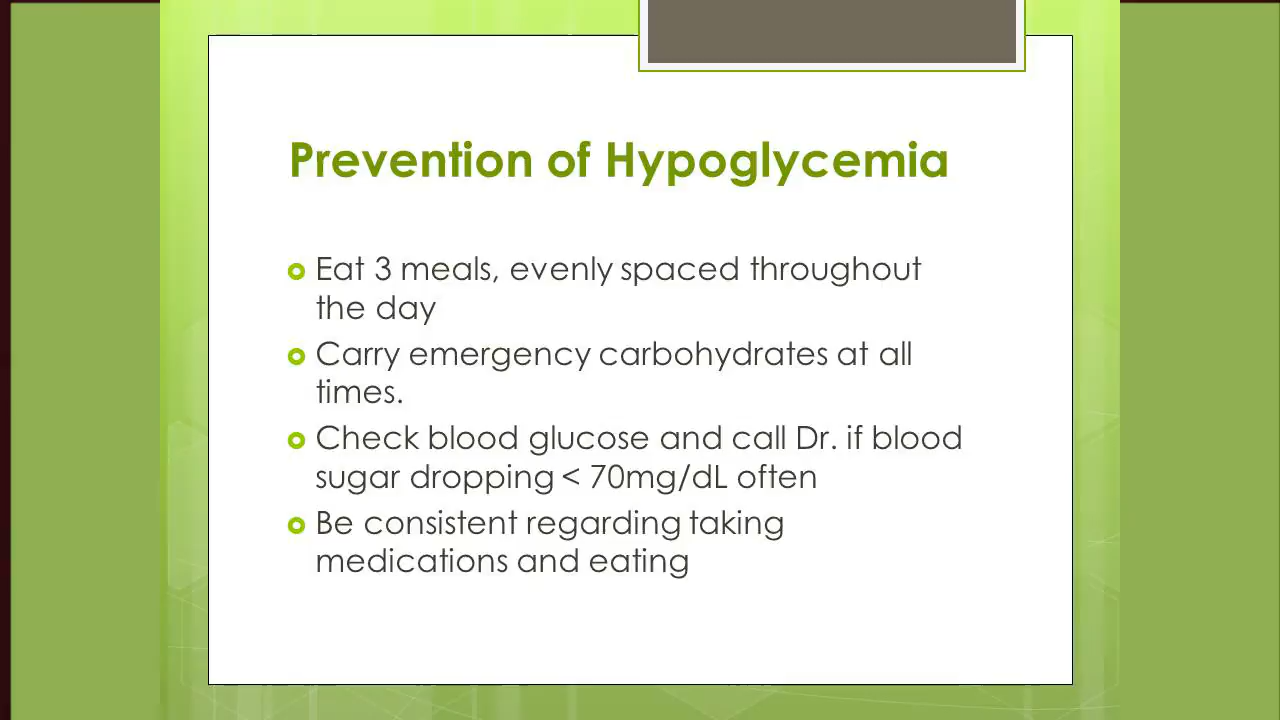 Prevention of Hypoglycemia
Eat 3 meals, evenly spaced throughout
the day
Carry emergency carbohydrates at all
times.
Check blood glucose and call Dr. if blood
sugar dropping < 70mg/dL often
Be consistent regarding taking
medications and eating